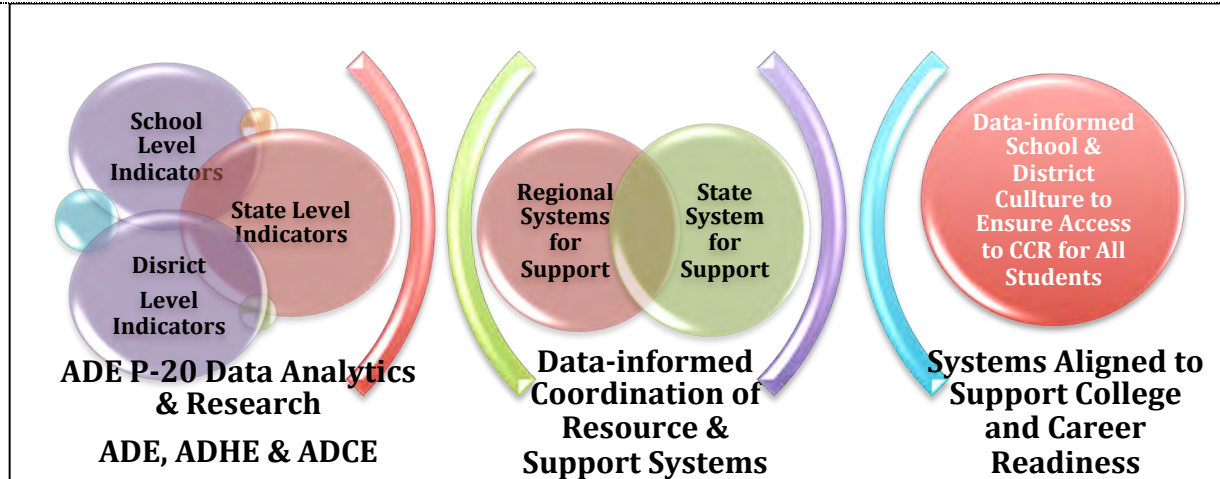 School
Level
Indicators
State Level
Indicators
Disrict
Level
Indicators
ADE P-20 Data Analytics
& Research
ADE, ADHE & ADCE
Regional
Systems
for
Support
State
System
for
Support
Data-informed
Coordination of
Resource &
Support Systems
Data-informed
School &
District
Cullture to
Ensure Access
to CCR for All
Students
Systems Aligned to
Support College
and Career
Readiness